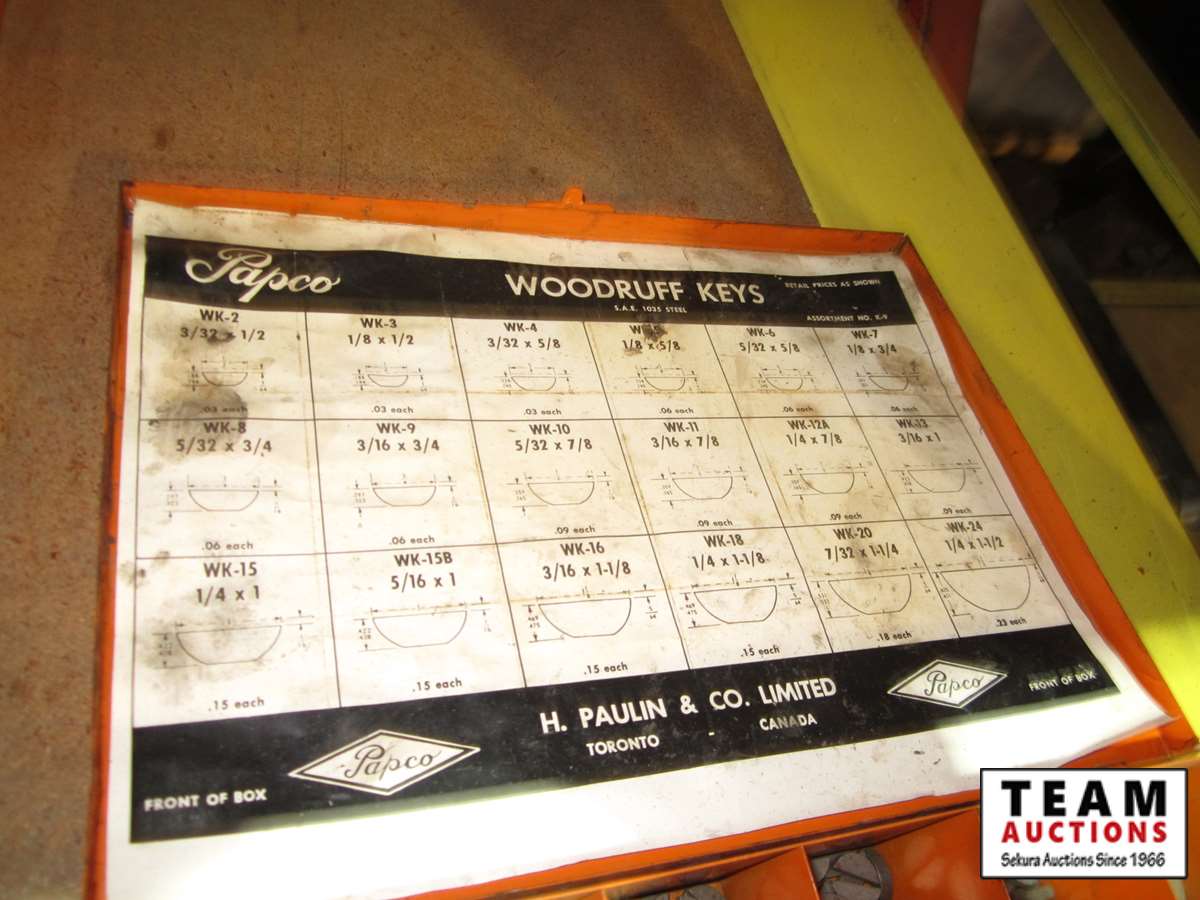 Papco WOODRUFF KEYS RETAIL PRICES AS SHOWN
S.A.E. 1035 STEEL ASSORTMENT NO. K-9
WK-2 WK-3 WK-4 WK-5 WK-6 WK-7
3/32 x 1/2 1/8 x 1/2 3/32 x 5/8 1/8 x 5/8 5/32 x 5/8 1/8 x 3/4
.03 each .03 each .03 each .06 each .06 each .06 each
WK-8 WK-9 WK-10 WK-11 WK-12A WK-13
5/32 x 3/4 3/16 x 3/4 5/32 x 7/8 3/16 x 7/8 1/4 x 7/8 3/16 x 1
.06 each .06 each .09 each .09 each .09 each .09 each
WK-15 WK-15B WK-16 WK-18 WK-20 WK-24
1/4 x 1 5/16 x 1 3/16 x 1-1/8 1/4 x 1-1/8 7/32 x 1-1/4 1/4 x 1-1/2
.15 each .15 each .15 each .15 each .18 each .23 each
H. PAULIN & CO. LIMITED
TORONTO - CANADA
FRONT OF BOX Papco Papco FRONT OF BOX
TEAM
AUCTIONS
Sekura Auctions Since 1966